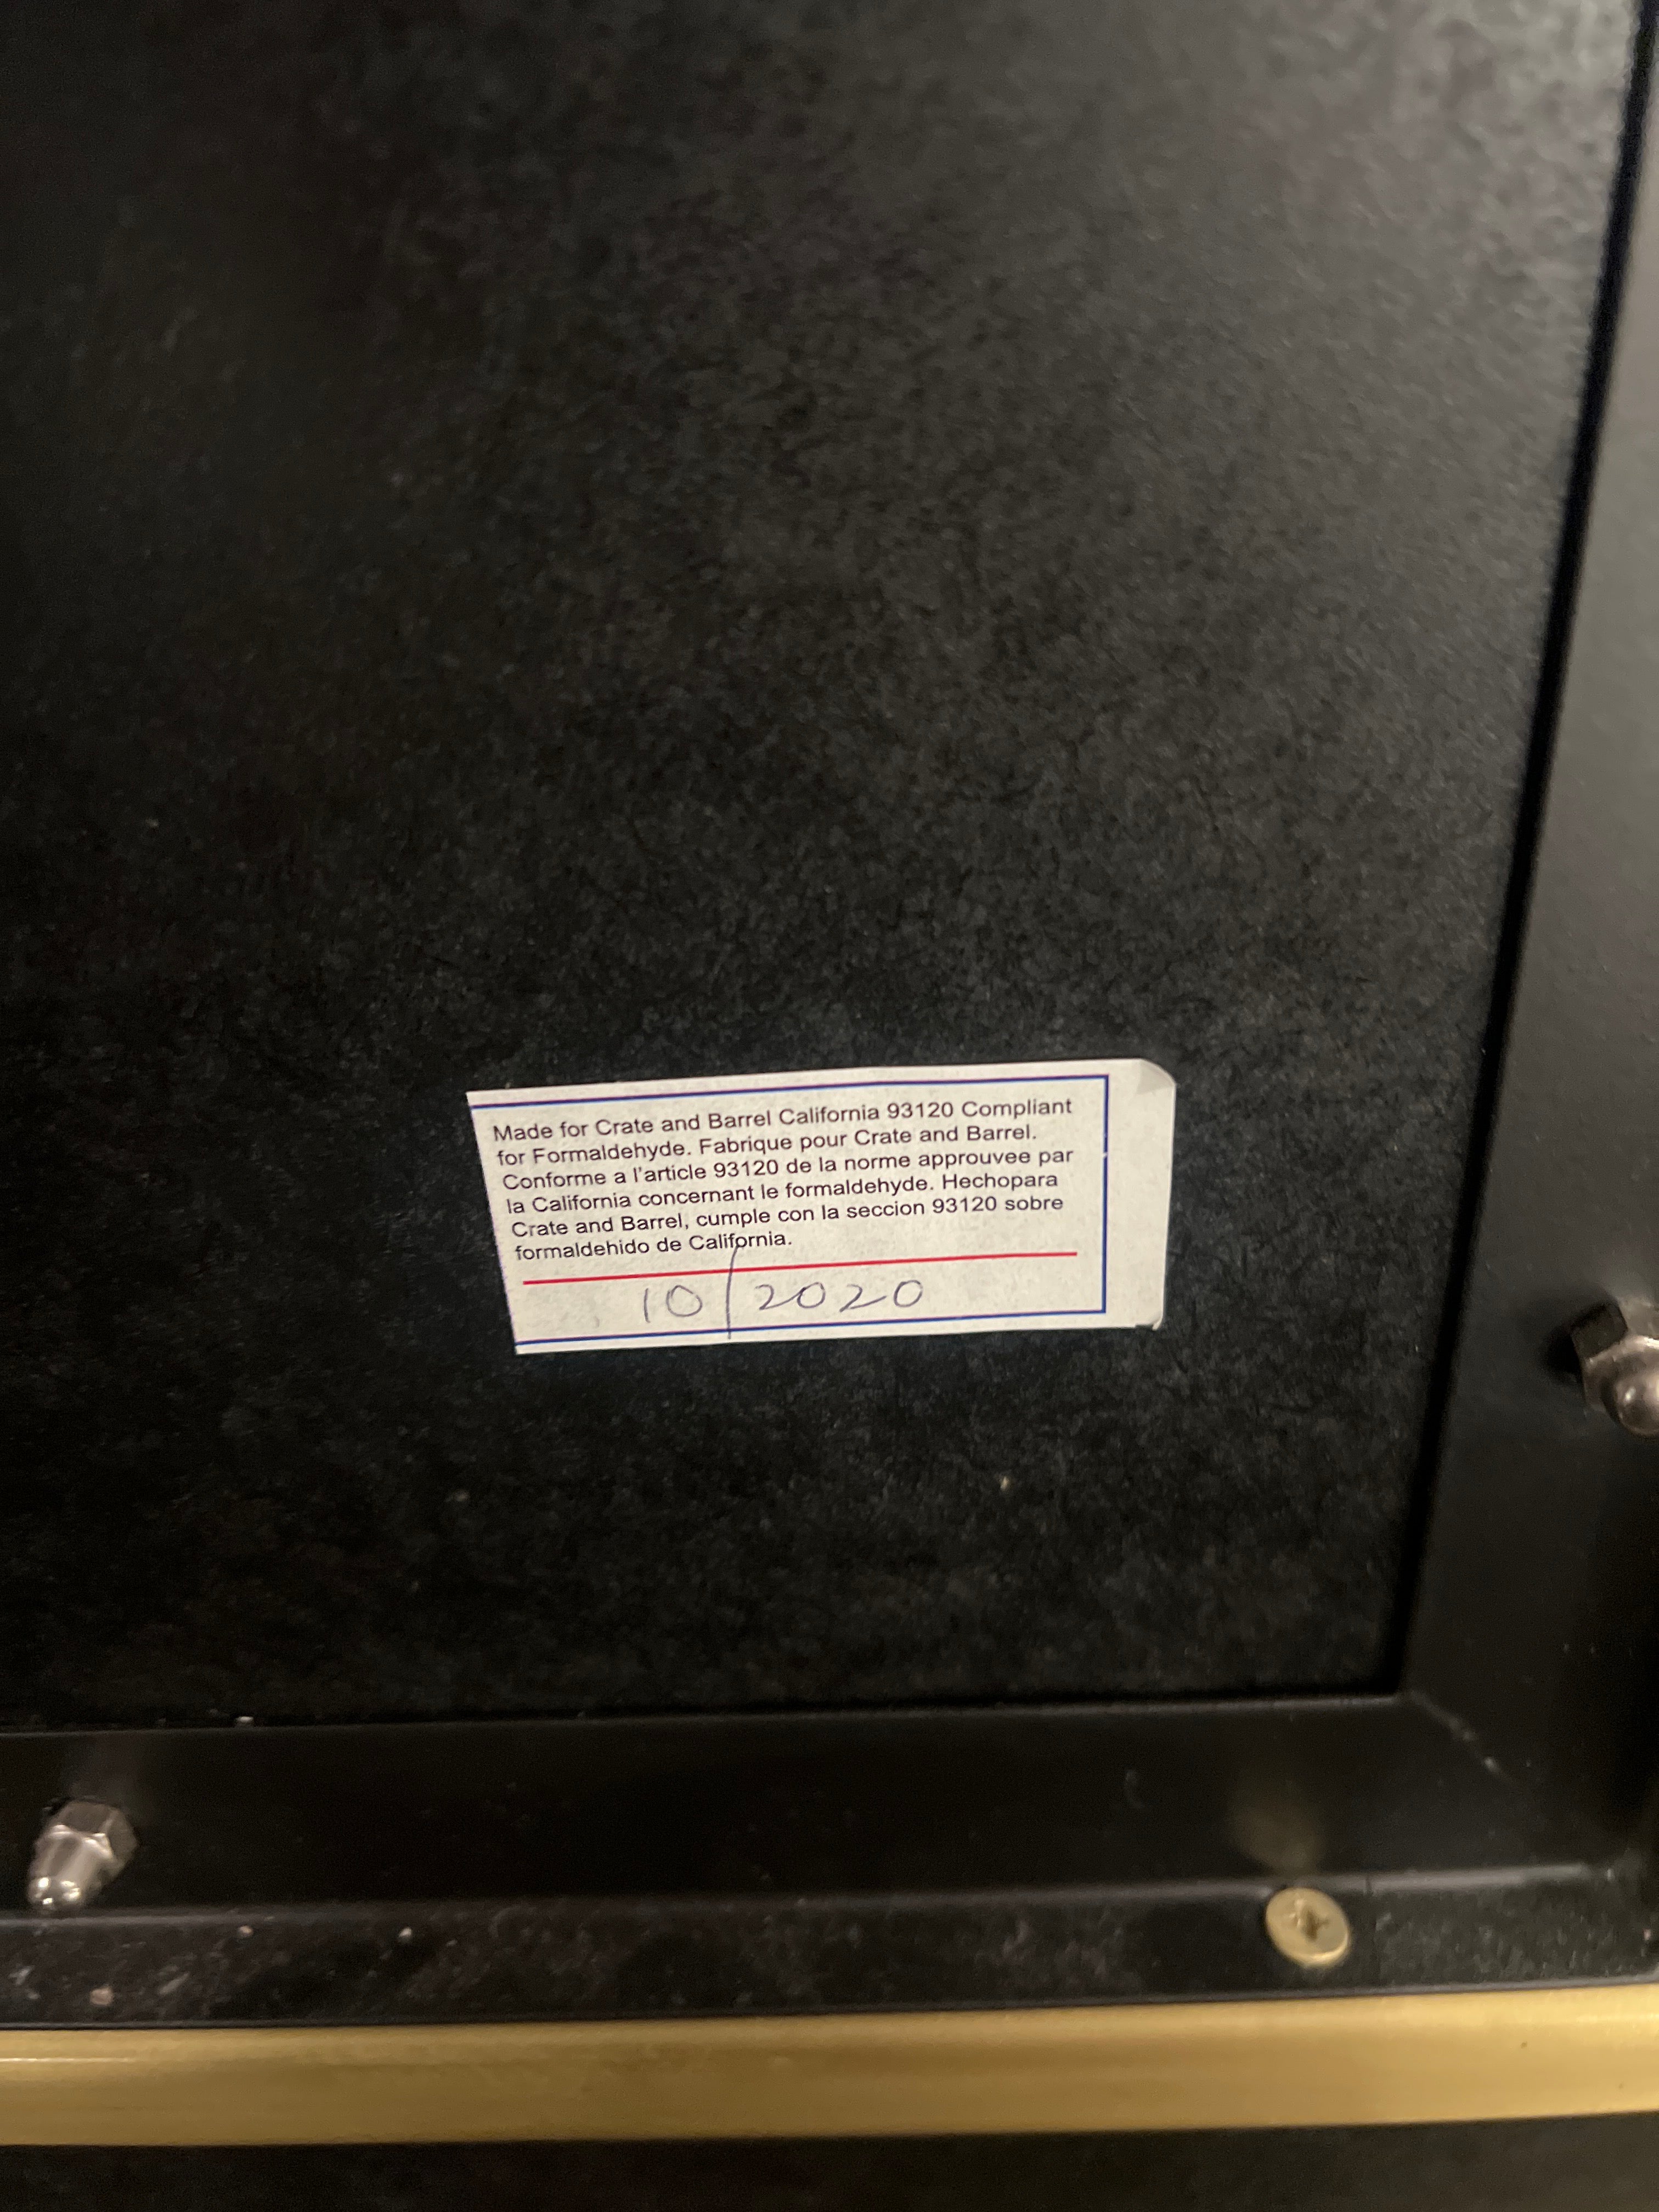 Made for Crate and Barrel California 93120 Compliant
for Formaldehyde. Fabrique pour Crate and Barrel.
Conforme a l'article 93120 de la norme approuvee par
la California concernant le formaldehyde. Hechopara
Crate and Barrel, cumple con la seccion 93120 sobre
formaldehido de California.
10/2020